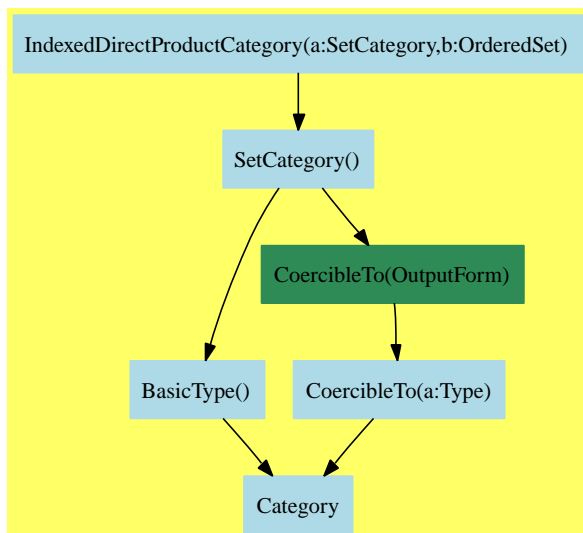 IndexedDirectProductCategory(a:SetCategory,b:OrderedSet)
SetCategory()
CoercibleTo(OutputForm)
BasicType()
CoercibleTo(a:Type)
Category